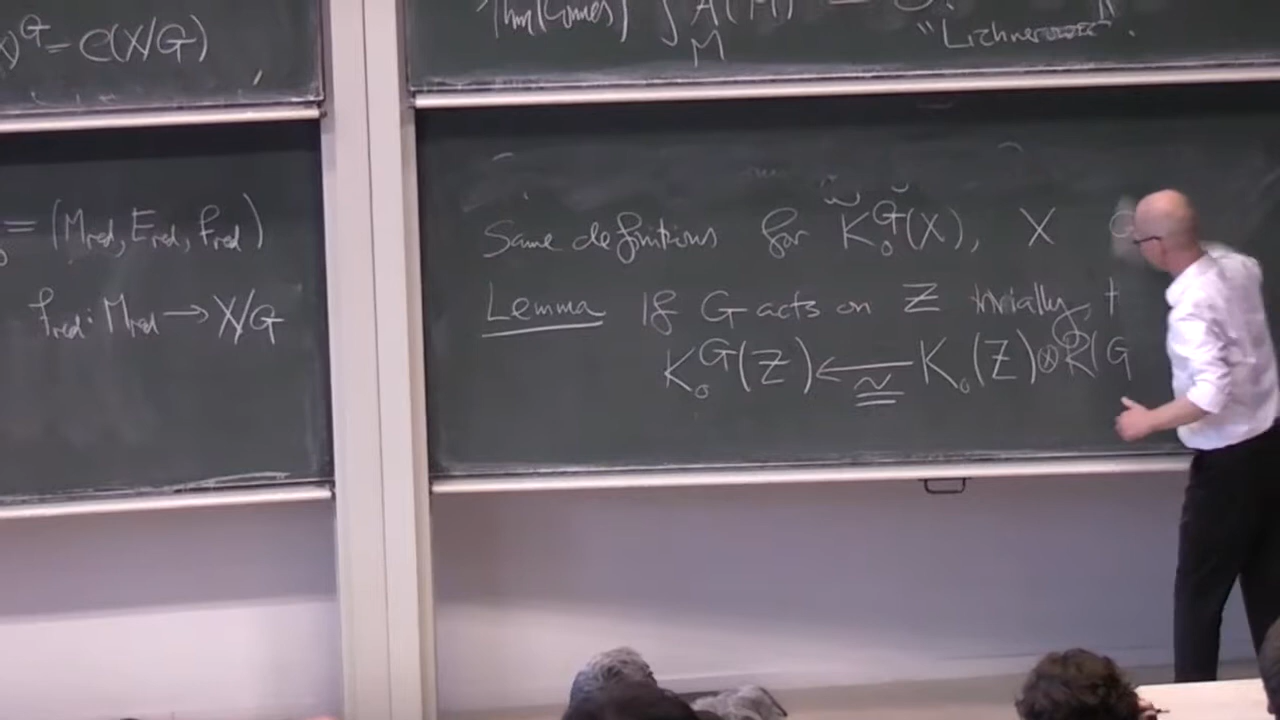 )^G = C(X/G)
= (M_red, E_red, f_red)
f_red: M_red → X/G
Thm (Connes) ∫_M Â(M) =
"Lichnerowicz".
Same definitions for K_0^G(X), X
Lemma If G acts on Z trivially, t
K_0^G(Z) ←≅ K_0(Z) ⊗ R(G